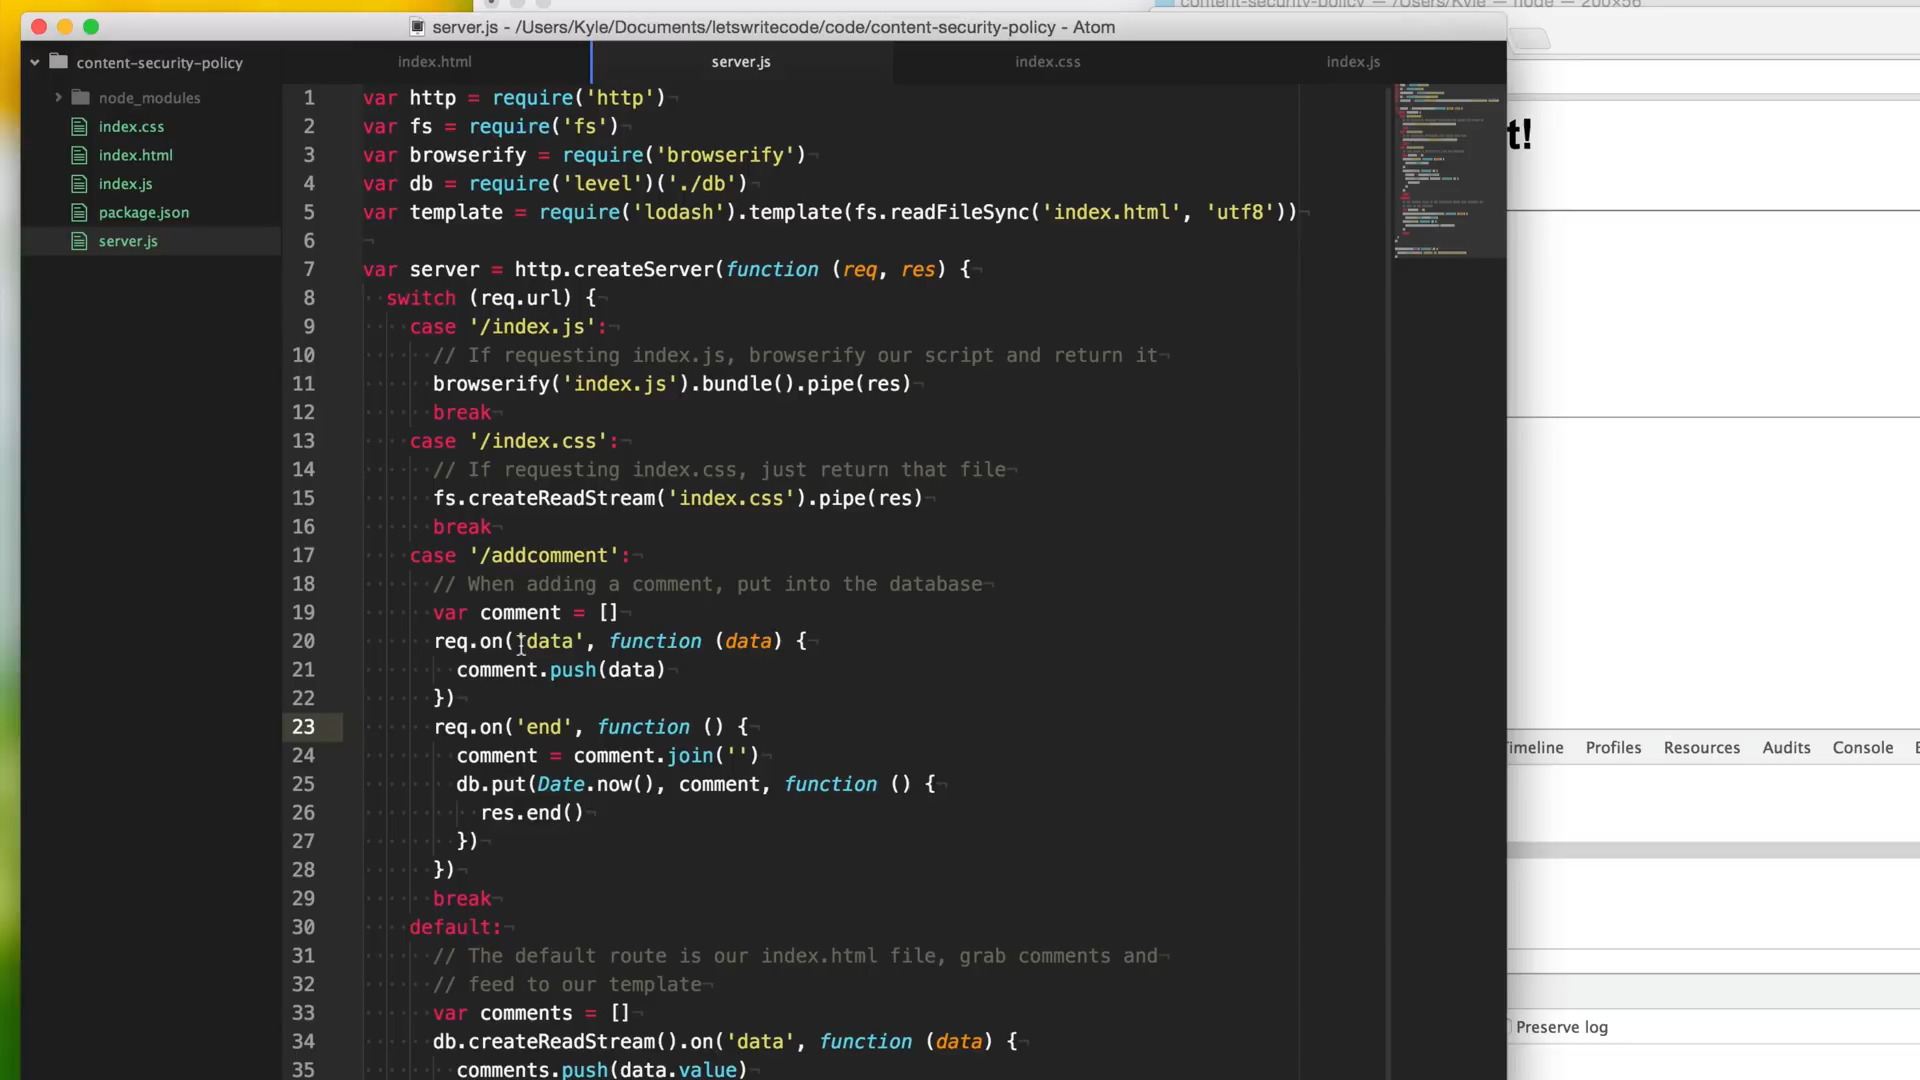 content-security-policy — /Users/Kyle — node — 200×56
server.js - /Users/Kyle/Documents/letswritecode/code/content-security-policy - Atom
content-security-policy
node_modules
index.css
index.html
index.js
package.json
server.js
index.html
server.js
index.css
index.js
1 var http = require('http')
2 var fs = require('fs')
3 var browserify = require('browserify')
4 var db = require('level')('./db')
5 var template = require('lodash').template(fs.readFileSync('index.html', 'utf8'))
6
7 var server = http.createServer(function (req, res) {
8 switch (req.url) {
9 case '/index.js':
10 // If requesting index.js, browserify our script and return it
11 browserify('index.js').bundle().pipe(res)
12 break
13 case '/index.css':
14 // If requesting index.css, just return that file
15 fs.createReadStream('index.css').pipe(res)
16 break
17 case '/addcomment':
18 // When adding a comment, put into the database
19 var comment = []
20 req.on('data', function (data) {
21 comment.push(data)
22 })
23 req.on('end', function () {
24 comment = comment.join('')
25 db.put(Date.now(), comment, function () {
26 res.end()
27 })
28 })
29 break
30 default:
31 // The default route is our index.html file, grab comments and
32 // feed to our template
33 var comments = []
34 db.createReadStream().on('data', function (data) {
35 comments.push(data.value)
t!
imeline Profiles Resources Audits Console
Preserve log